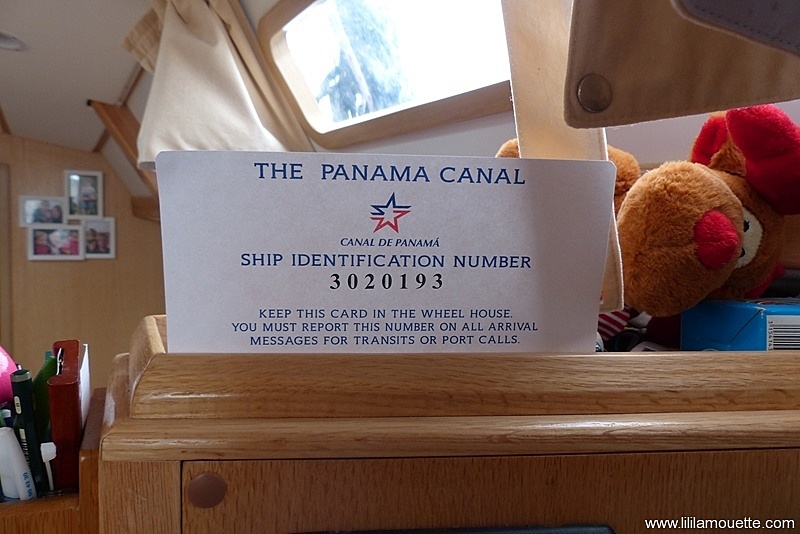 THE PANAMA CANAL
CANAL DE PANAMÁ
SHIP IDENTIFICATION NUMBER
3020193
KEEP THIS CARD IN THE WHEEL HOUSE.
YOU MUST REPORT THIS NUMBER ON ALL ARRIVAL
MESSAGES FOR TRANSITS OR PORT CALLS.
www.lililamouette.com